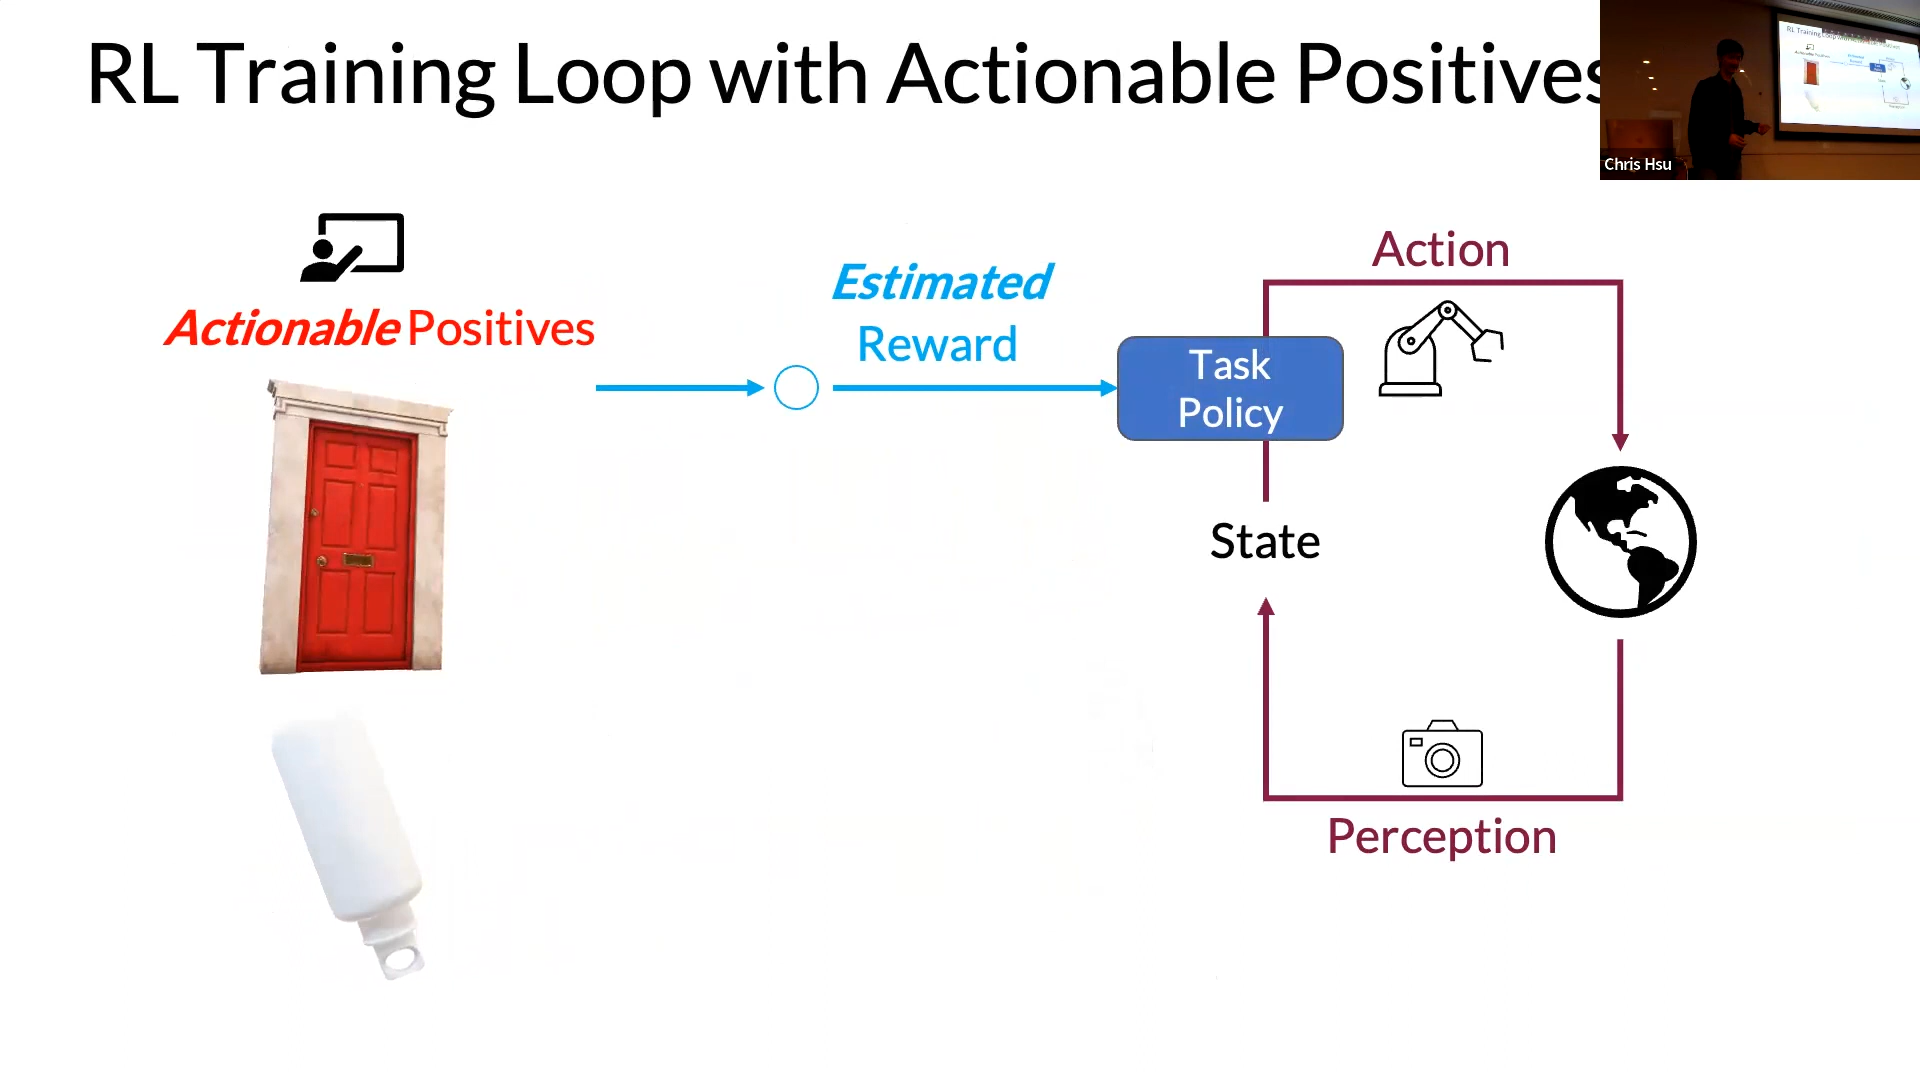 RL Training Loop with Actionable Positives
Chris Hsu
Actionable Positives
Estimated
Reward
Action
Task
Policy
State
Perception